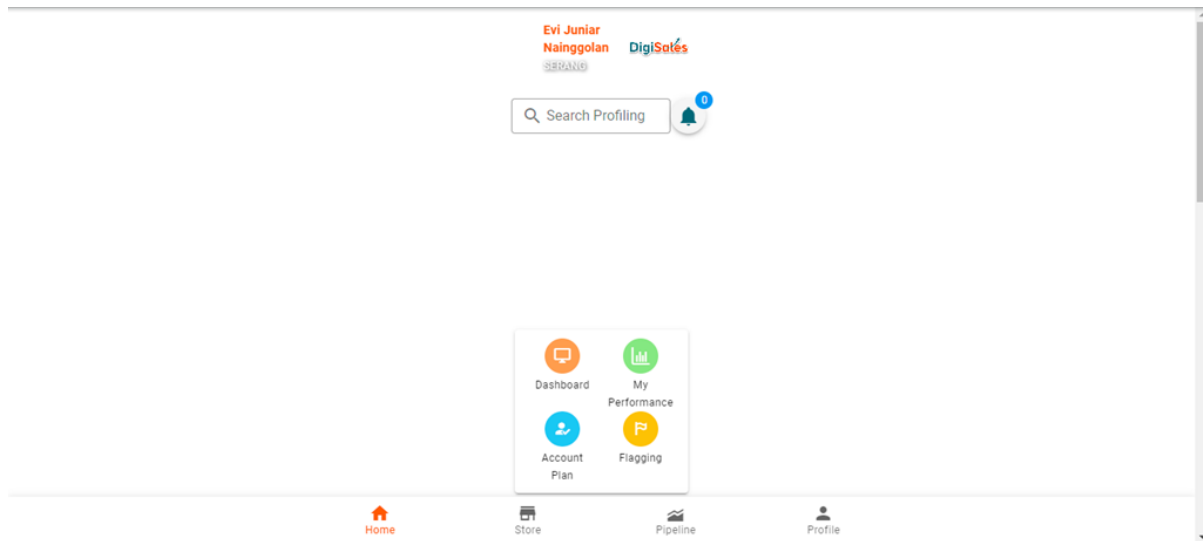 Evi Juniar
Nainggolan
DigiSales
SERANG
0
Search Profiling
Dashboard
My
Performance
Account
Plan
Flagging
Home
Store
Pipeline
Profile